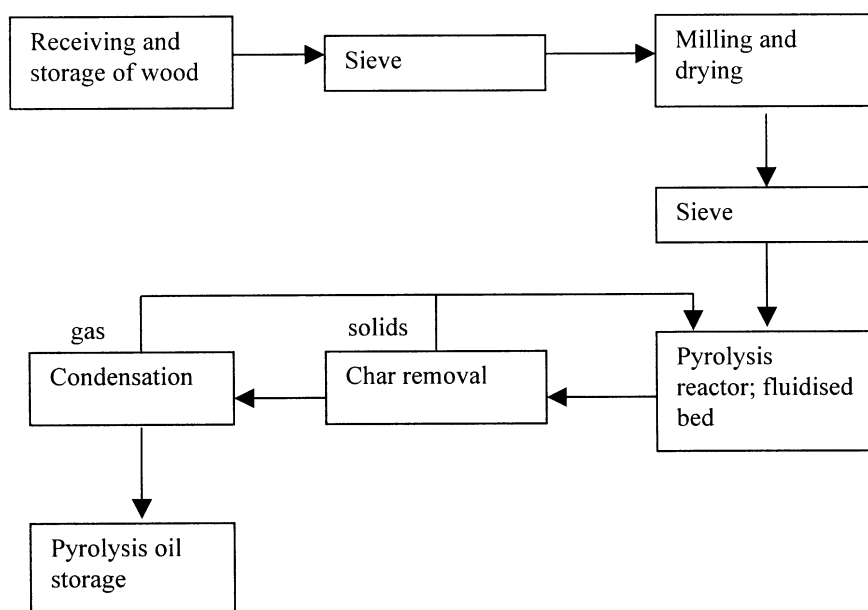 Receiving and
storage of wood
Sieve
Milling and
drying
Sieve
gas
solids
Condensation
Char removal
Pyrolysis
reactor; fluidised
bed
Pyrolysis oil
storage